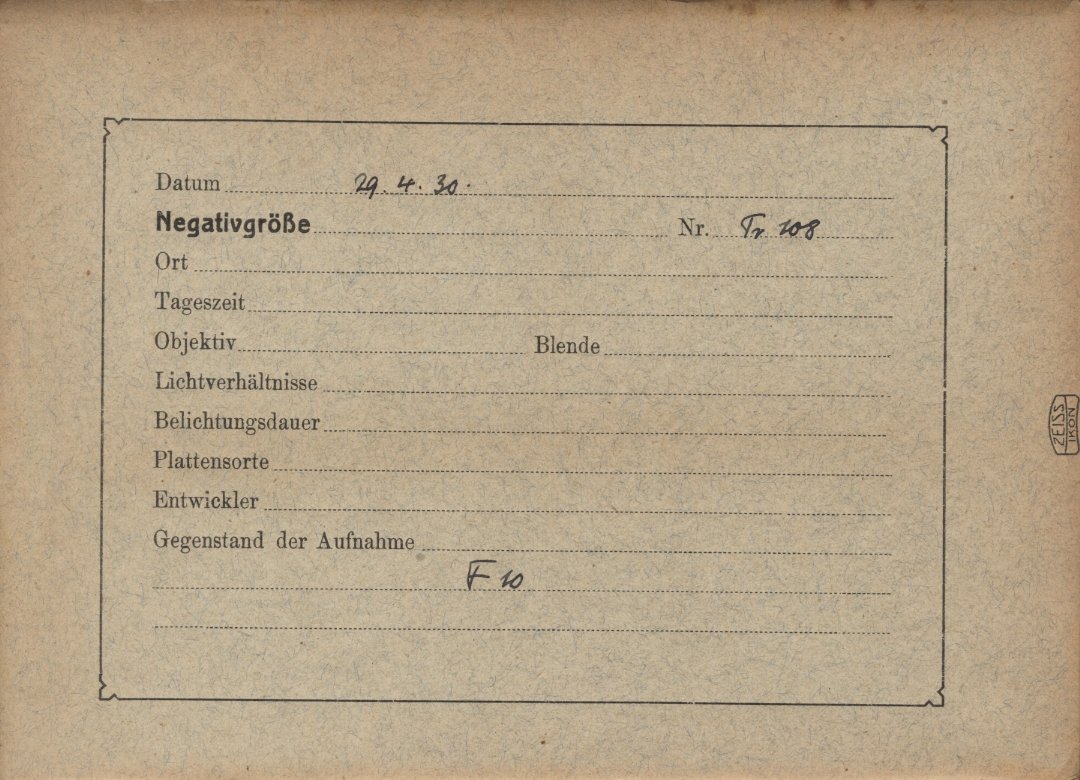 Datum 29. 4. 30.
Negativgröße Nr. Tr 108
Ort
Tageszeit
Objektiv Blende
Lichtverhältnisse
Belichtungsdauer
Plattensorte
Entwickler
Gegenstand der Aufnahme
F 10
ZEISS
IKON